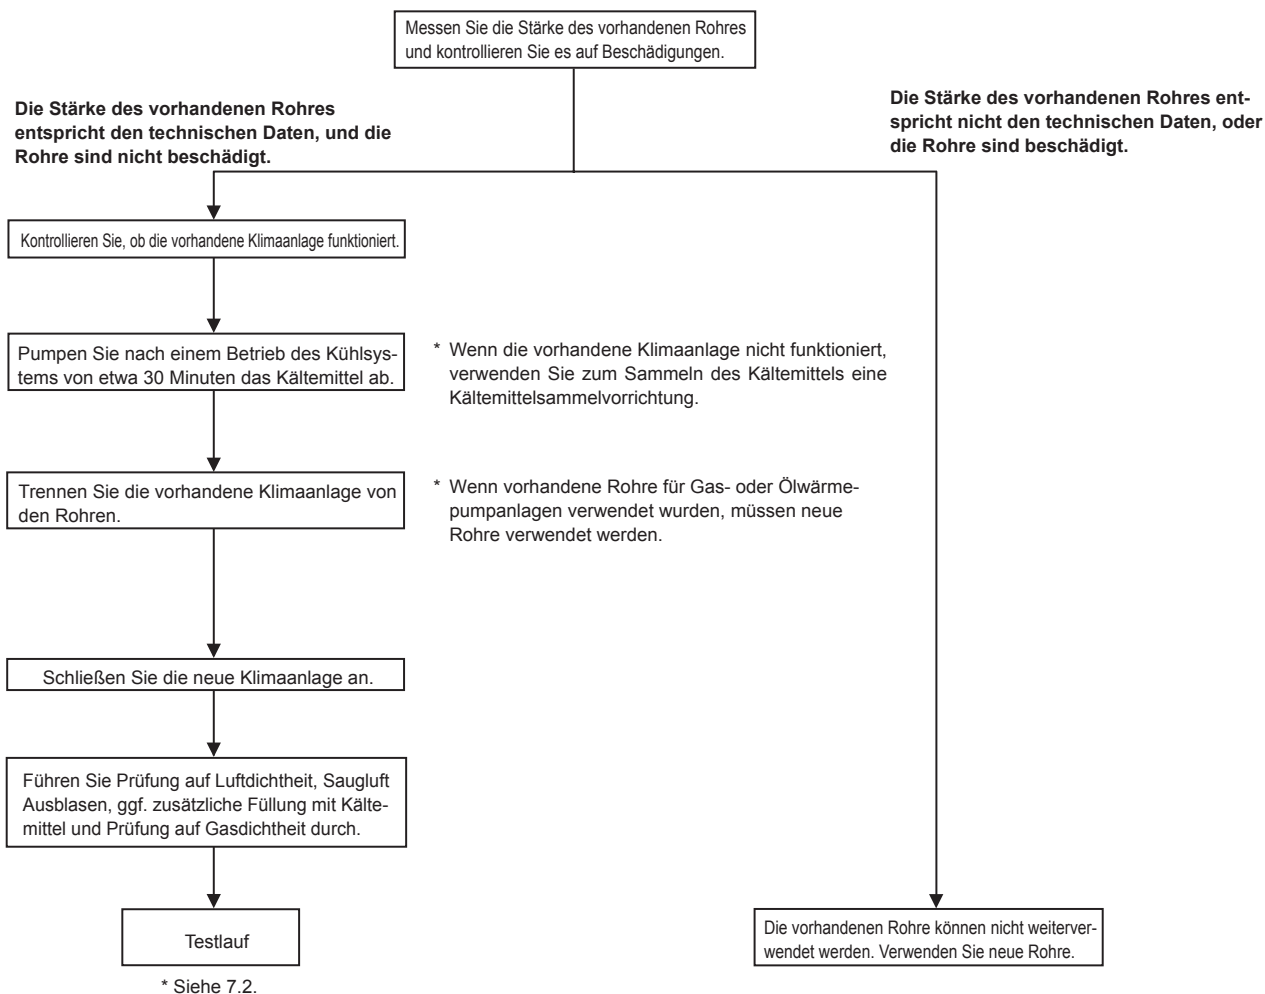 Messen Sie die Stärke des vorhandenen Rohres
und kontrollieren Sie es auf Beschädigungen.
Die Stärke des vorhandenen Rohres
entspricht den technischen Daten, und die
Rohre sind nicht beschädigt.
Die Stärke des vorhandenen Rohres ent-
spricht nicht den technischen Daten, oder
die Rohre sind beschädigt.
Kontrollieren Sie, ob die vorhandene Klimaanlage funktioniert.
Pumpen Sie nach einem Betrieb des Kühlsys-
tems von etwa 30 Minuten das Kältemittel ab.
* Wenn die vorhandene Klimaanlage nicht funktioniert,
verwenden Sie zum Sammeln des Kältemittels eine
Kältemittelsammelvorrichtung.
Trennen Sie die vorhandene Klimaanlage von
den Rohren.
* Wenn vorhandene Rohre für Gas- oder Ölwärme-
pumpanlagen verwendet wurden, müssen neue
Rohre verwendet werden.
Schließen Sie die neue Klimaanlage an.
Führen Sie Prüfung auf Luftdichtheit, Saugluft
Ausblasen, ggf. zusätzliche Füllung mit Kälte-
mittel und Prüfung auf Gasdichtheit durch.
Testlauf
* Siehe 7.2.
Die vorhandenen Rohre können nicht weiterver-
wendet werden. Verwenden Sie neue Rohre.